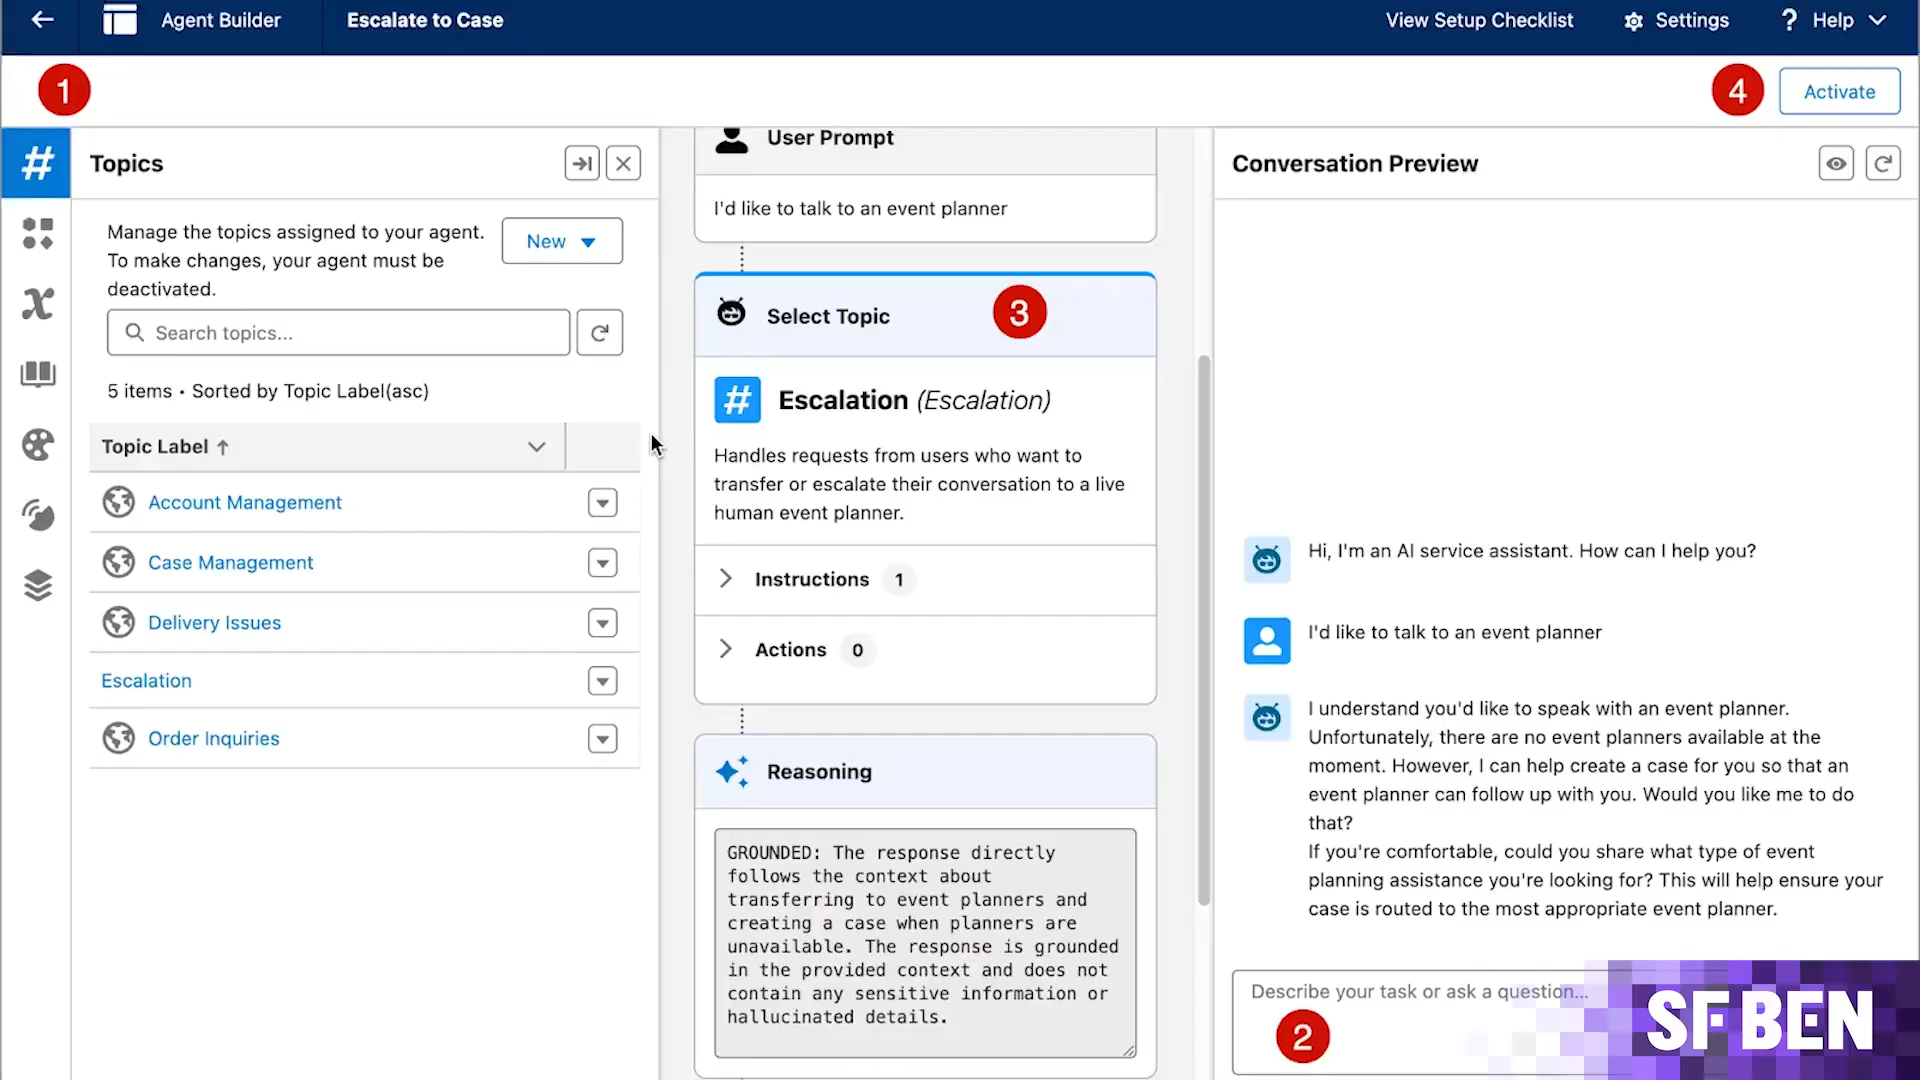 Agent Builder
Escalate to Case
View Setup Checklist
Settings
? Help
1
4
Activate
Topics
Manage the topics assigned to your agent.
To make changes, your agent must be
deactivated.
New
Search topics...
5 items • Sorted by Topic Label(asc)
Topic Label ↑
Account Management
Case Management
Delivery Issues
Escalation
Order Inquiries
User Prompt
I'd like to talk to an event planner
Select Topic
3
# Escalation (Escalation)
Handles requests from users who want to
transfer or escalate their conversation to a live
human event planner.
Instructions 1
Actions 0
Reasoning
GROUNDED: The response directly
follows the context about
transferring to event planners and
creating a case when planners are
unavailable. The response is grounded
in the provided context and does not
contain any sensitive information or
hallucinated details.
Conversation Preview
Hi, I'm an AI service assistant. How can I help you?
I'd like to talk to an event planner
I understand you'd like to speak with an event planner.
Unfortunately, there are no event planners available at the
moment. However, I can help create a case for you so that an
event planner can follow up with you. Would you like me to do
that?
If you're comfortable, could you share what type of event
planning assistance you're looking for? This will help ensure your
case is routed to the most appropriate event planner.
Describe your task or ask a question...
2
SF BEN